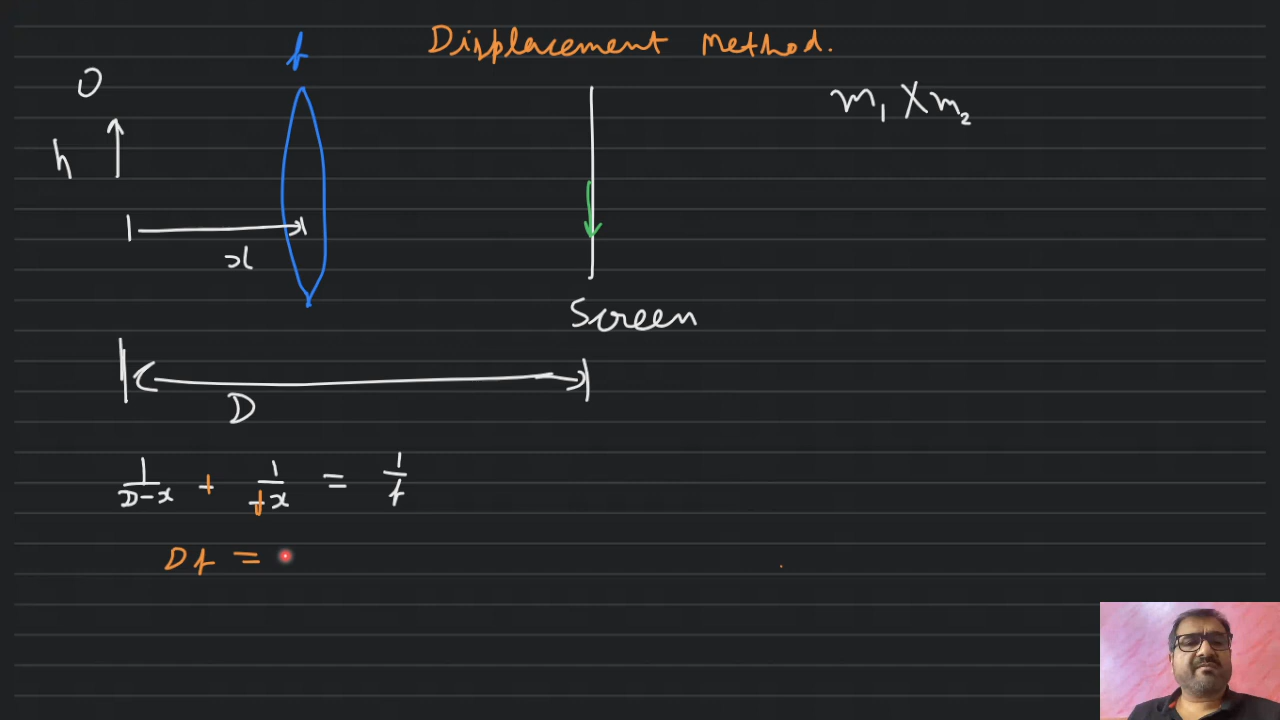 Displacement Method.
f
O
h
m₁ X m₂
x
Screen
D
1/(D-x) + 1/(+x) = 1/f
Df =